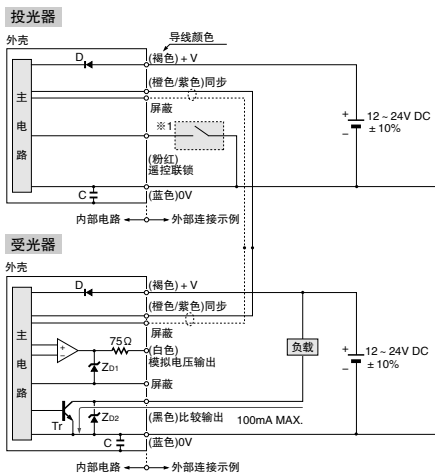 投光器
外壳
导线颜色
D
(褐色) + V
(橙色/紫色)同步
屏蔽
主电路
※1
+
−
12 ~ 24V DC
± 10%
(粉红)
遥控联锁
C
(蓝色)0V
内部电路
外部连接示例
受光器
外壳
D
(褐色) + V
(橙色/紫色)同步
屏蔽
主电路
+
−
75Ω
(白色)
模拟电压输出
ZD1
负载
+
−
12 ~ 24V DC
± 10%
屏蔽
Tr
ZD2
(黑色)比较输出
100mA MAX.
C
(蓝色)0V
内部电路
外部连接示例